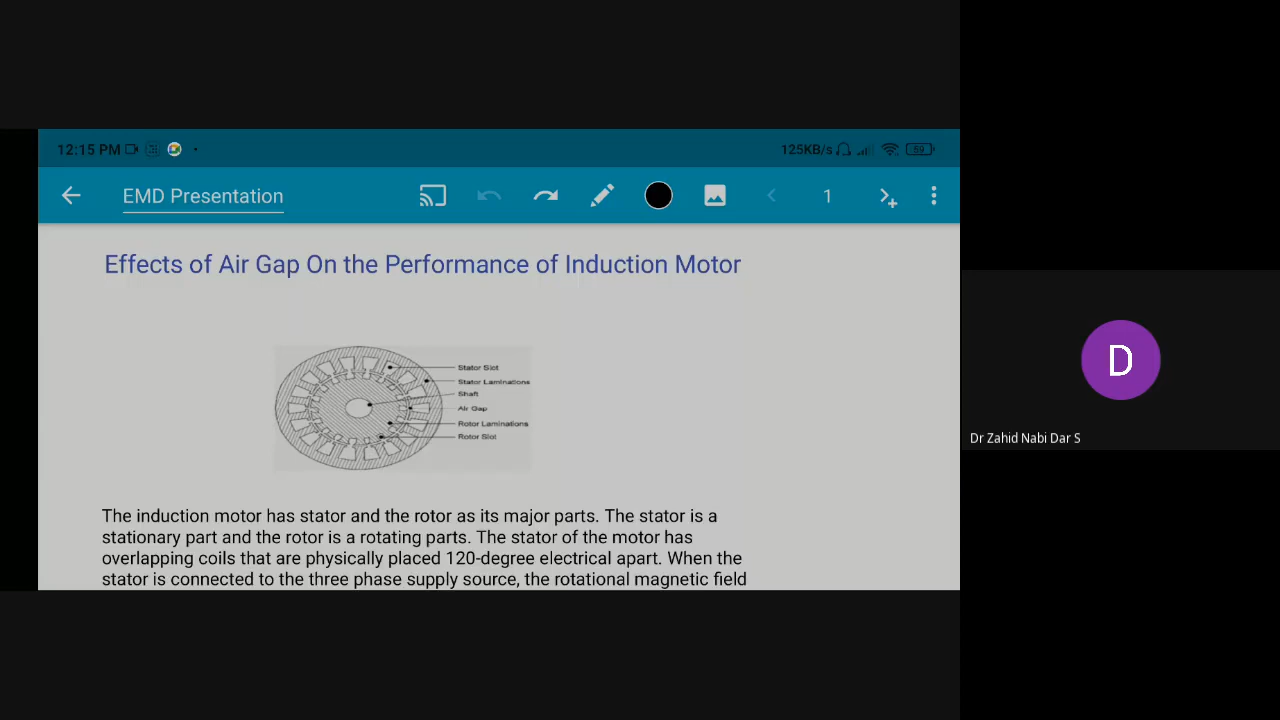 12:15 PM
125KB/s
59
EMD Presentation
1
Effects of Air Gap On the Performance of Induction Motor
Stator Slot
Stator Laminations
Shaft
Air Gap
Rotor Laminations
Rotor Slot
The induction motor has stator and the rotor as its major parts. The stator is a
stationary part and the rotor is a rotating parts. The stator of the motor has
overlapping coils that are physically placed 120-degree electrical apart. When the
stator is connected to the three phase supply source, the rotational magnetic field
D
Dr Zahid Nabi Dar S